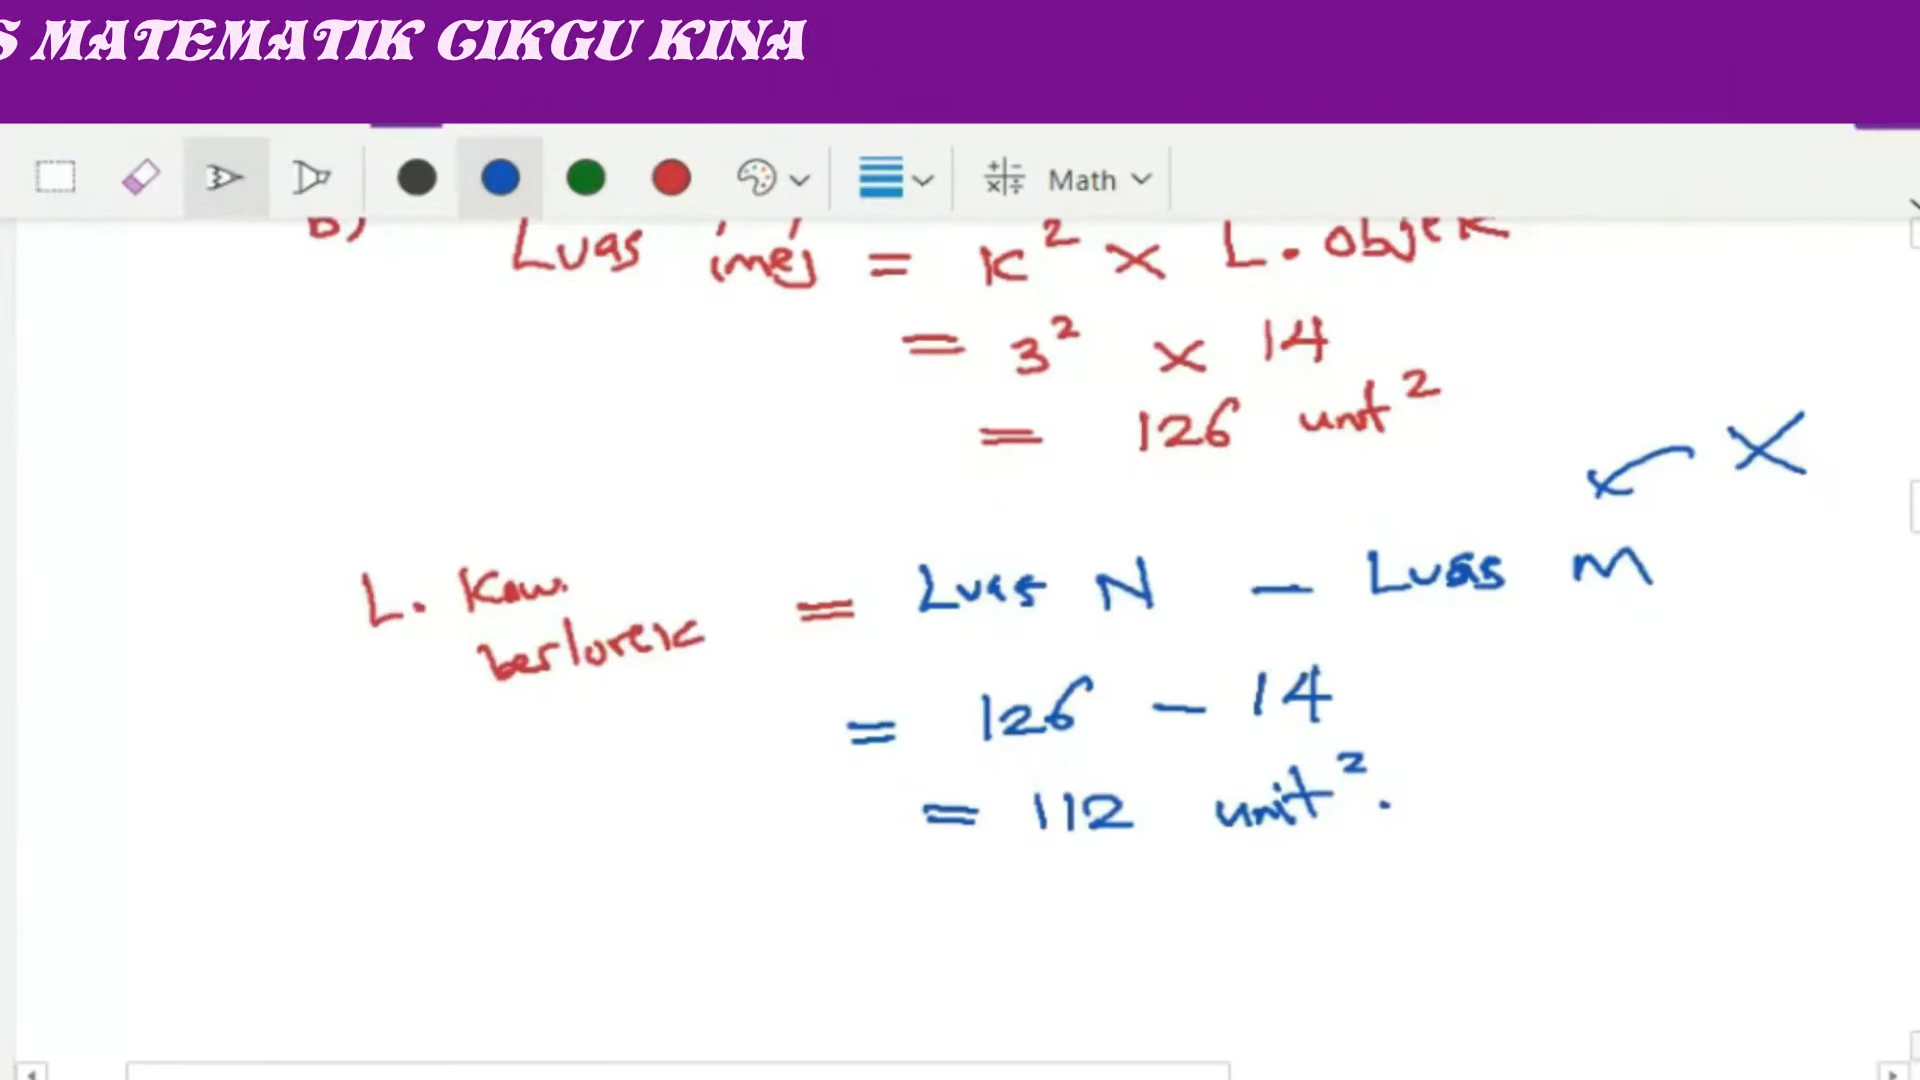 S MATEMATIK CIKGU KINA
Math
b) Luas imej = K² × L. objek
= 3² × 14
= 126 unit²
X
L. Kaw. berlorek = Luas N − Luas M
= 126 − 14
= 112 unit².